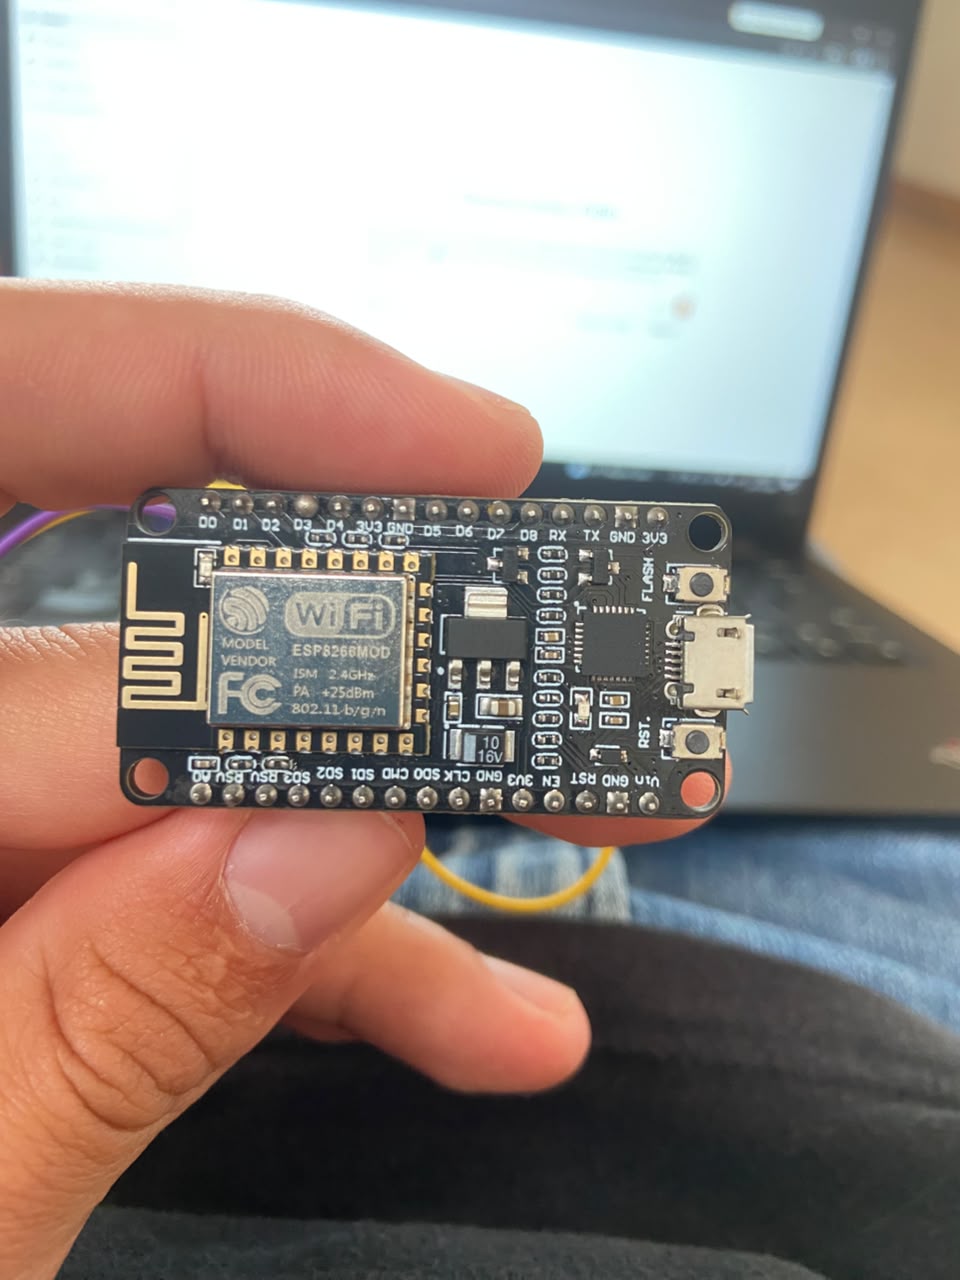 D0 D1 D2 D3 D4 3V3 GND D5 D6 D7 D8 RX TX GND 3V3
FLASH
WiFi
MODEL
VENDOR
ESP8266MOD
FC
ISM 2.4GHz
PA +25dBm
802.11 b/g/n
10
16V
RST
A0 RSV RSV SD3 SD2 SD1 CMD SD0 CLK GND 3V3 EN RST GND Vin